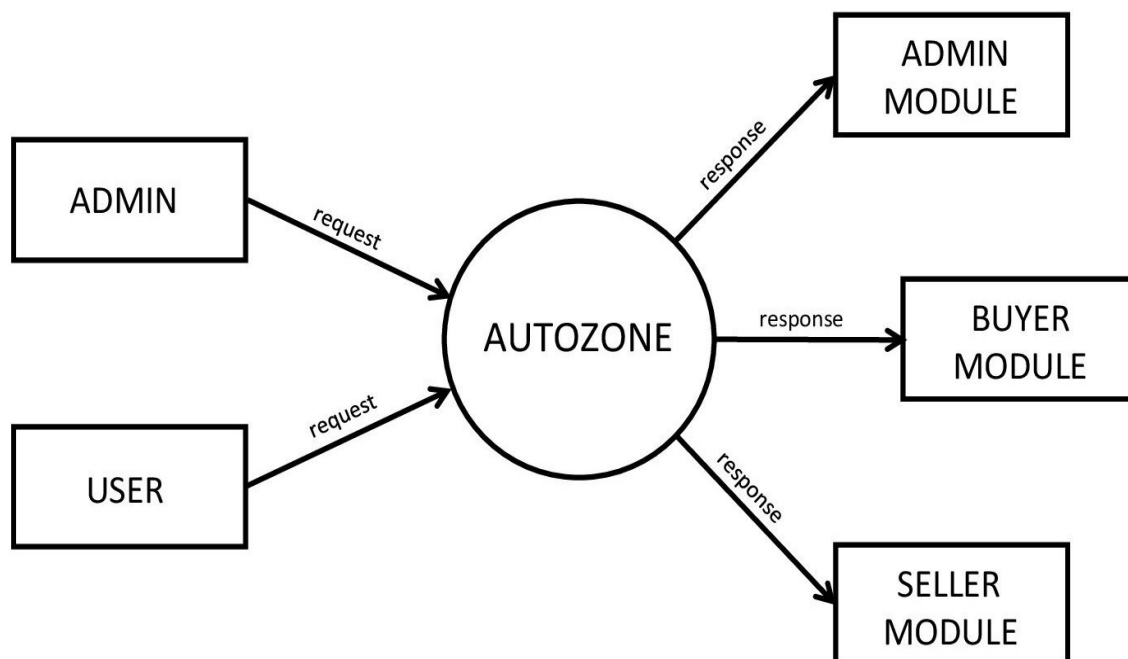 ADMIN
MODULE
response
ADMIN
request
AUTOZONE
response
BUYER
MODULE
request
USER
response
SELLER
MODULE